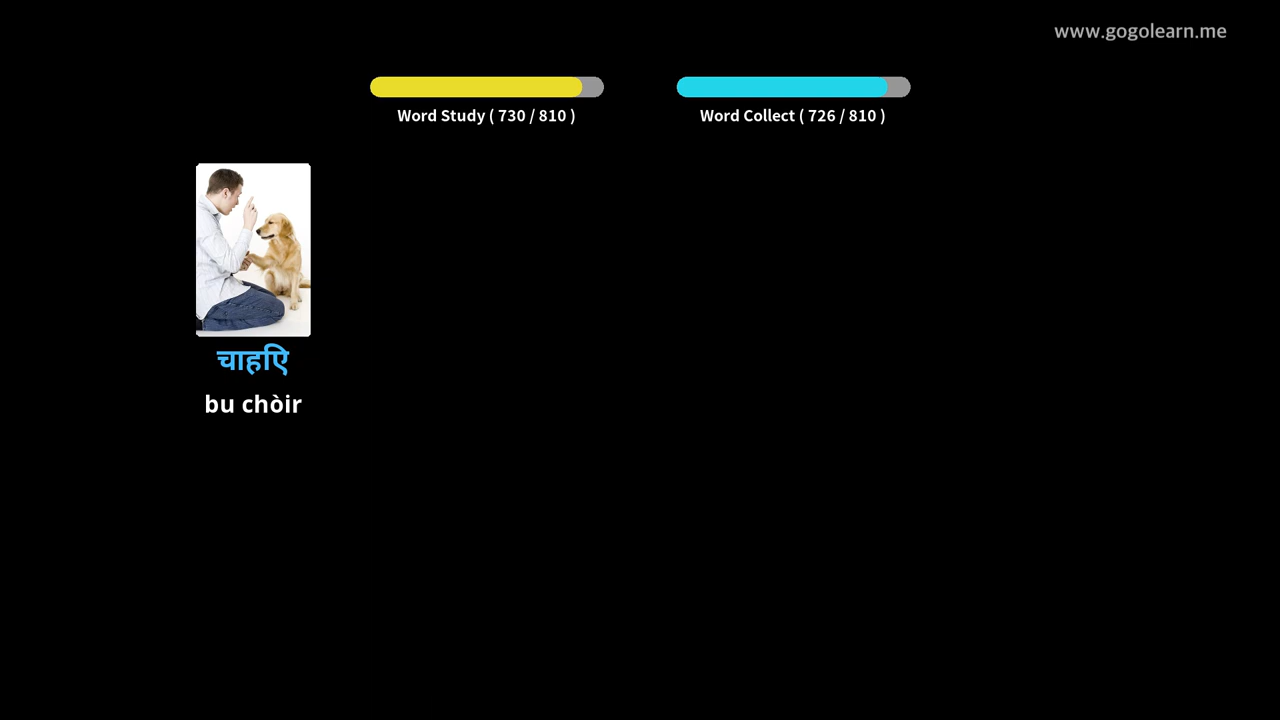 www.gogolearn.me
Word Study ( 730 / 810 )
Word Collect ( 726 / 810 )
चाहिए
bu chòir